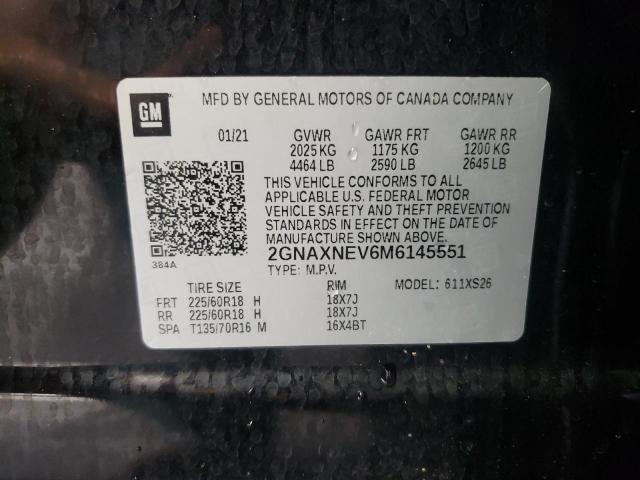 GM
MFD BY GENERAL MOTORS OF CANADA COMPANY
01/21 GVWR GAWR FRT GAWR RR
2025 KG 1175 KG 1200 KG
4464 LB 2590 LB 2645 LB
THIS VEHICLE CONFORMS TO ALL
APPLICABLE U.S. FEDERAL MOTOR
VEHICLE SAFETY AND THEFT PREVENTION
STANDARDS IN EFFECT ON THE DATE OF
MANUFACTURE SHOWN ABOVE.
384A
2GNAXNEV6M6145551
TYPE: M.P.V. MODEL: 611XS26
TIRE SIZE RIM
FRT 225/60R18 H 18X7J
RR 225/60R18 H 18X7J
SPA T135/70R16 M 16X4BT